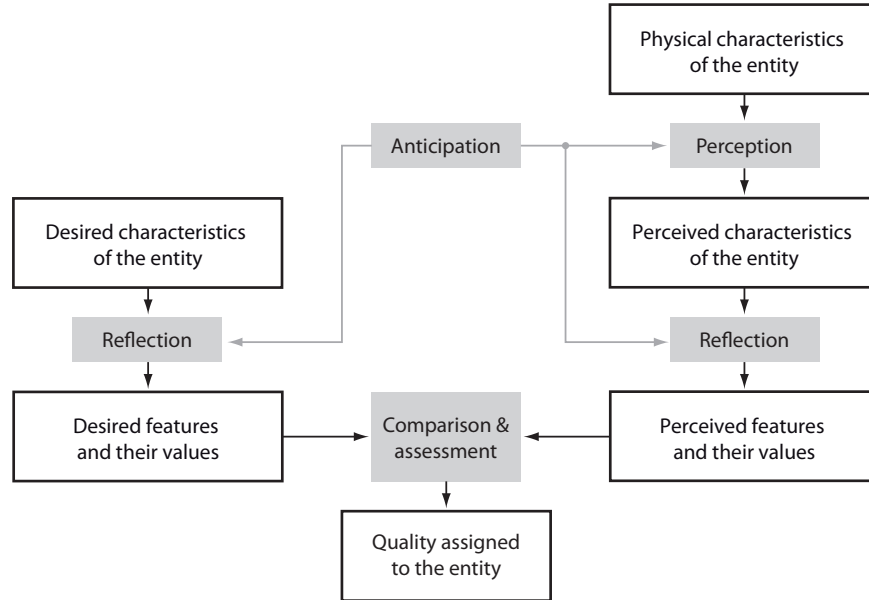 Physical characteristics
of the entity
Anticipation
Perception
Desired characteristics
of the entity
Perceived characteristics
of the entity
Reflection
Reflection
Desired features
and their values
Comparison &
assessment
Perceived features
and their values
Quality assigned
to the entity